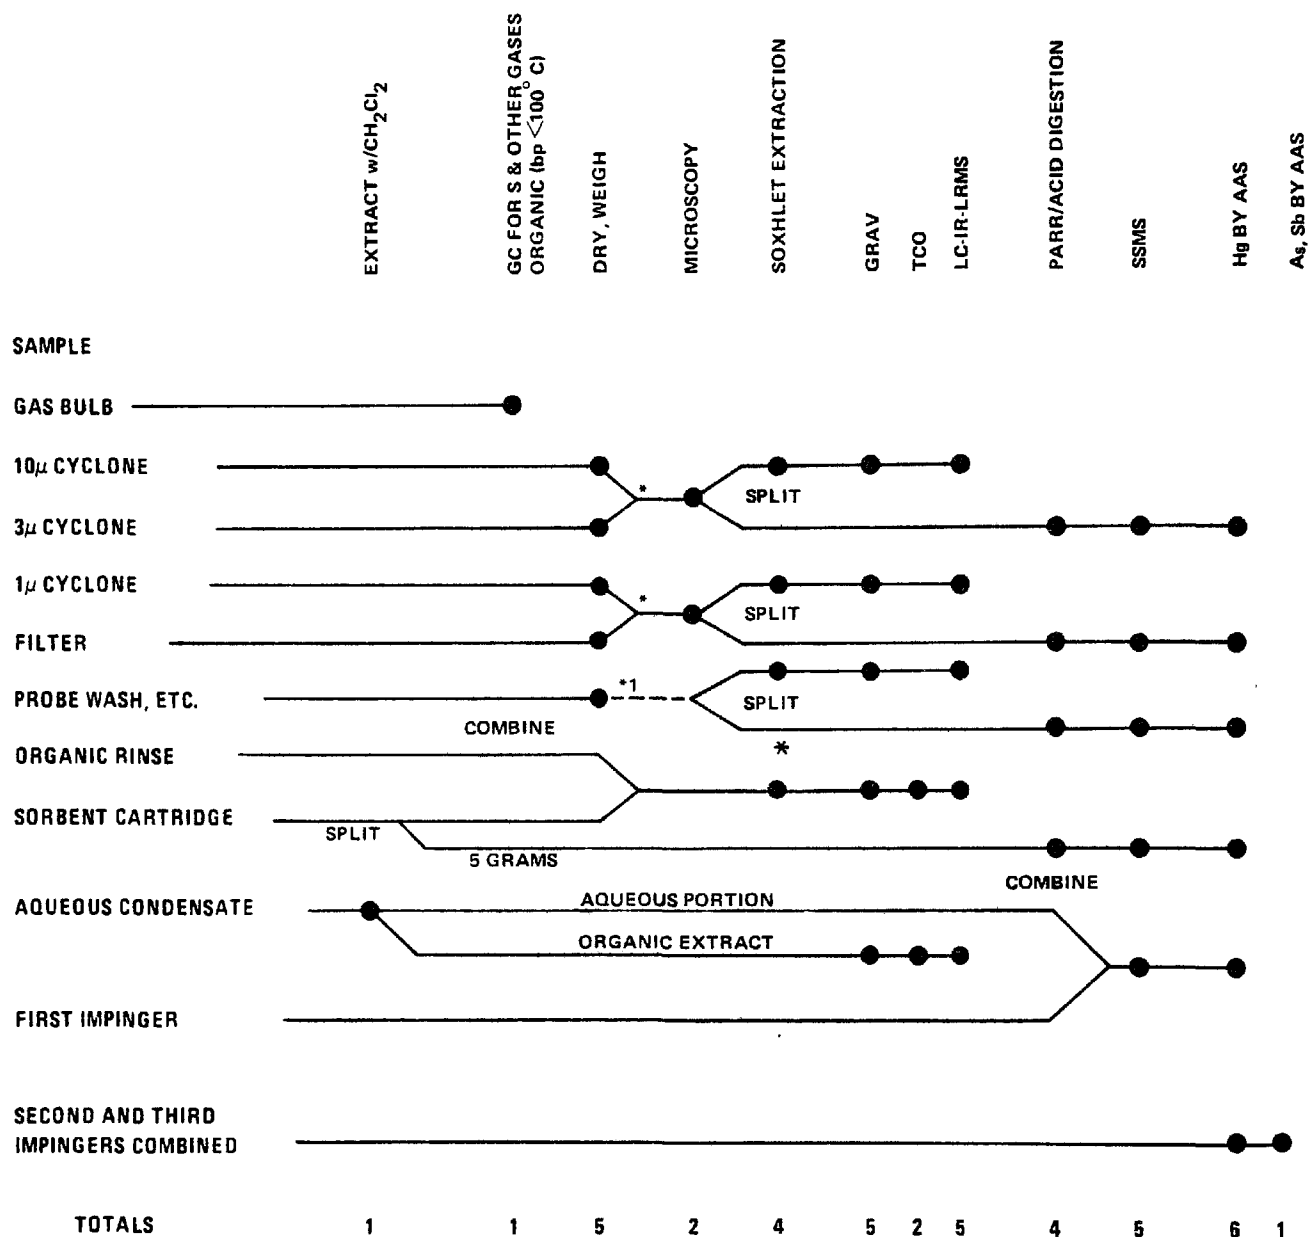 EXTRACT w/CH2Cl2
GC FOR S & OTHER GASES
ORGANIC (bp <100° C)
DRY, WEIGH
MICROSCOPY
SOXHLET EXTRACTION
GRAV
TCO
LC-IR-LRMS
PARR/ACID DIGESTION
SSMS
Hg BY AAS
As, Sb BY AAS
SAMPLE
GAS BULB
10μ CYCLONE
*
SPLIT
3μ CYCLONE
1μ CYCLONE
*
SPLIT
FILTER
PROBE WASH, ETC.
*1
SPLIT
COMBINE
*
ORGANIC RINSE
SORBENT CARTRIDGE
SPLIT
5 GRAMS
COMBINE
AQUEOUS CONDENSATE
AQUEOUS PORTION
ORGANIC EXTRACT
FIRST IMPINGER
SECOND AND THIRD
IMPINGERS COMBINED
TOTALS 1 1 5 2 4 5 2 5 4 5 6 1